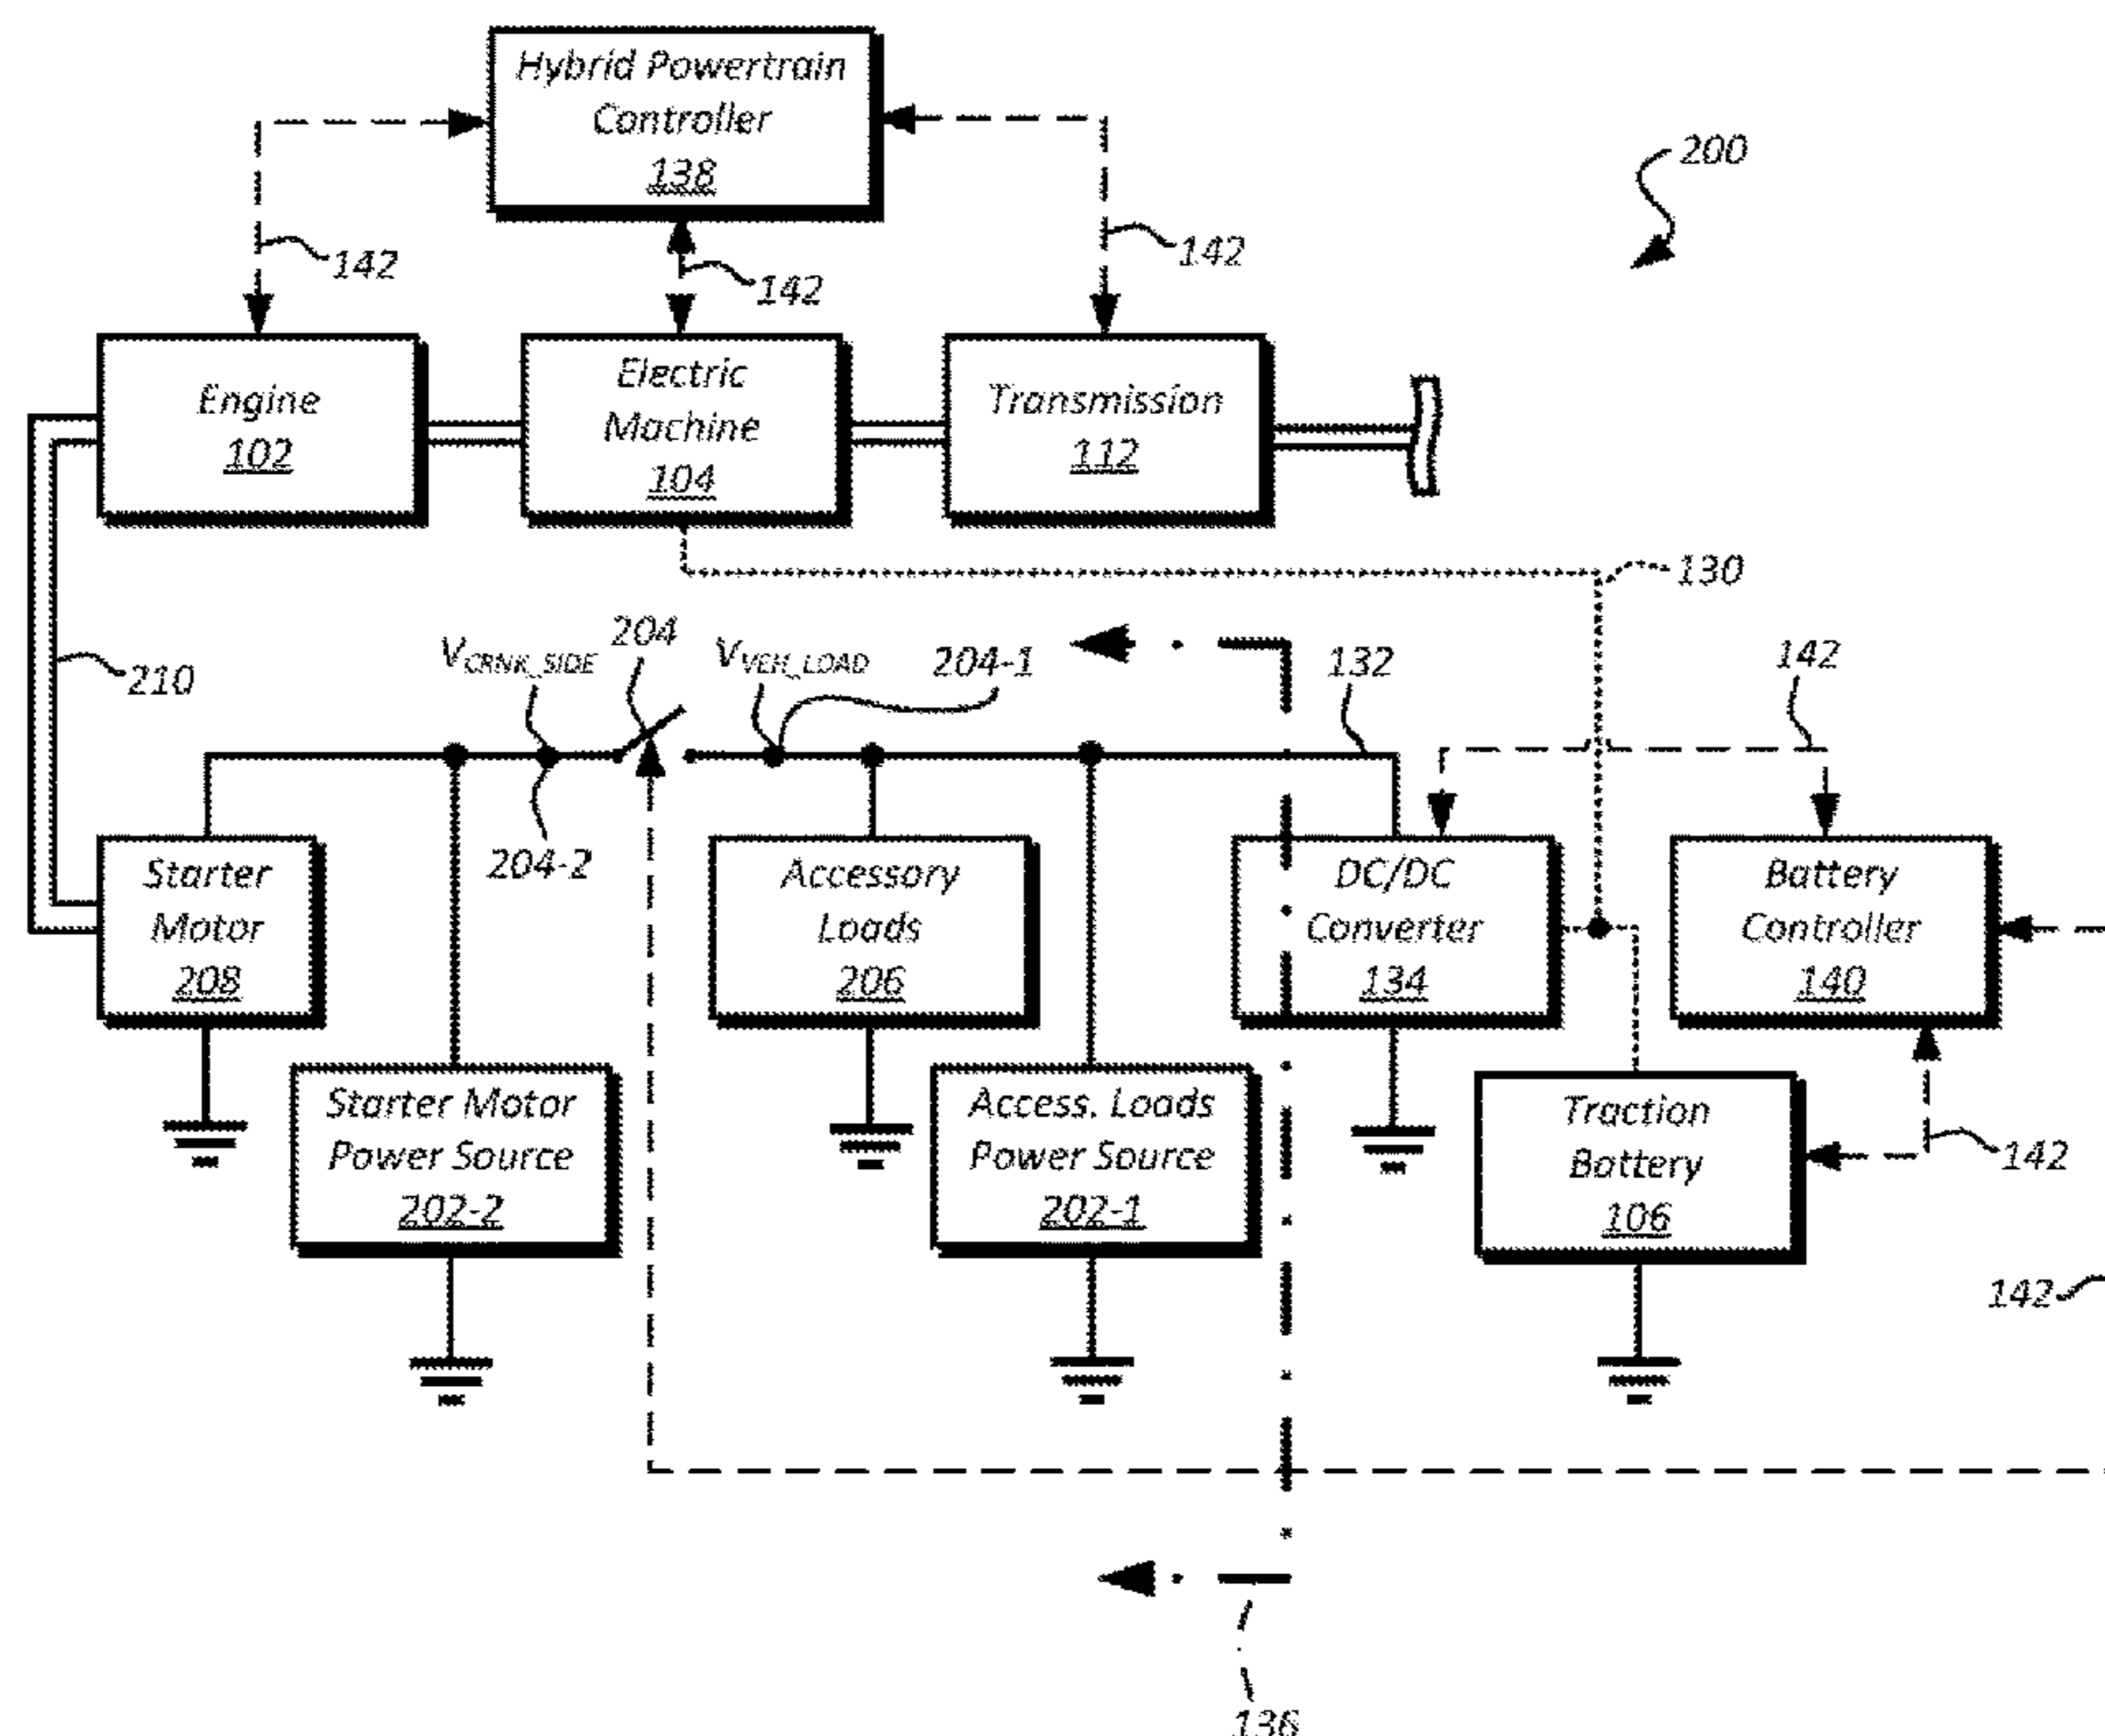 Hybrid Powertrain
Controller
138
200
142
142
142
Engine
102
Electric
Machine
104
Transmission
112
130
210
V_CRNK_SIDE
204
V_VEH_LOAD
204-1
132
142
204-2
Starter
Motor
208
Accessory
Loads
206
DC/DC
Converter
134
Battery
Controller
140
Starter Motor
Power Source
202-2
Access. Loads
Power Source
202-1
Traction
Battery
106
142
142
136